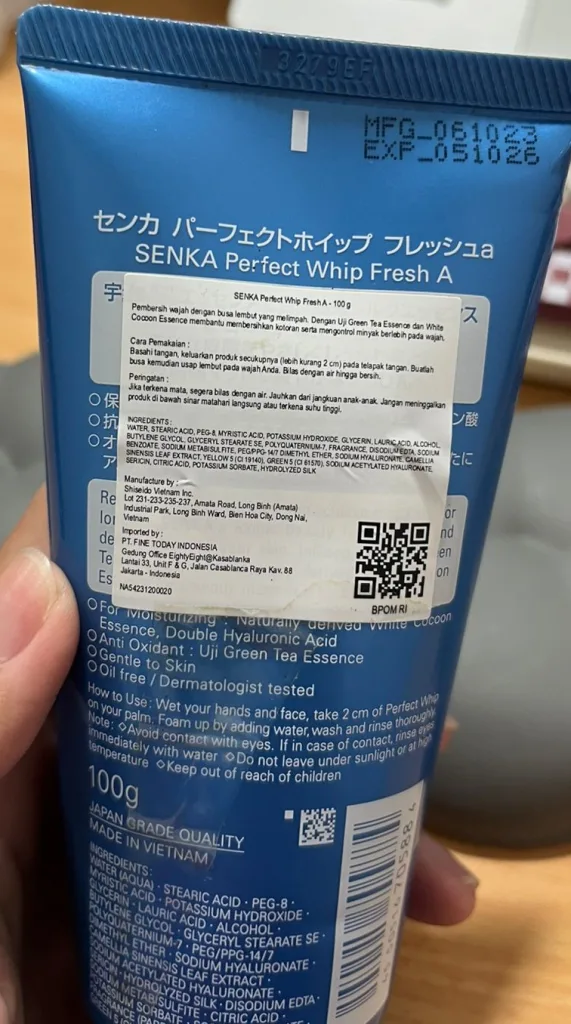 3279EF
MFG_061023
EXP_051026
センカ パーフェクトホイップ フレッシュa
SENKA Perfect Whip Fresh A
SENKA Perfect Whip Fresh A - 100 g
Pembersih wajah dengan busa lembut yang melimpah. Dengan Uji Green Tea Essence dan White
Cocoon Essence membantu membersihkan kotoran serta mengontrol minyak berlebih pada wajah.
Cara Pemakaian :
Basahi tangan, keluarkan produk secukupnya (lebih kurang 2 cm) pada telapak tangan. Buatlah
busa kemudian usap lembut pada wajah Anda. Bilas dengan air hingga bersih.
Peringatan :
Jika terkena mata, segera bilas dengan air. Jauhkan dari jangkuan anak-anak. Jangan meninggalkan
produk di bawah sinar matahari langsung atau terkena suhu tinggi.
INGREDIENTS :
WATER, STEARIC ACID, PEG-8, MYRISTIC ACID, POTASSIUM HYDROXIDE, GLYCERIN, LAURIC ACID, ALCOHOL,
BUTYLENE GLYCOL, GLYCERYL STEARATE SE, POLYQUATERNIUM-7, FRAGRANCE, DISODIUM EDTA, SODIUM
BENZOATE, SODIUM METABISULFITE, PEG/PPG-14/7 DIMETHYL ETHER, SODIUM HYALURONATE, CAMELLIA
SINENSIS LEAF EXTRACT, YELLOW 5 (CI 19140), GREEN 5 (CI 61570), SODIUM ACETYLATED HYALURONATE,
SERICIN, CITRIC ACID, POTASSIUM SORBATE, HYDROLYZED SILK
Manufacture by :
Shiseido Vietnam Inc.
Lot 231-233-235-237, Amata Road, Long Binh (Amata)
Industrial Park, Long Binh Ward, Bien Hoa City, Dong Nai,
Vietnam
Imported by :
PT. FINE TODAY INDONESIA
Gedung Office EightyEight@Kasablanka
Lantai 33, Unit F & G, Jalan Casablanca Raya Kav. 88
Jakarta - Indonesia
NA54231200020
BPOM RI
For Moisturizing : Naturally derived White Cocoon
Essence, Double Hyaluronic Acid
○Anti Oxidant : Uji Green Tea Essence
○Gentle to Skin
○Oil free / Dermatologist tested
How to Use: Wet your hands and face, take 2 cm of Perfect Whip
on your palm. Foam up by adding water, wash and rinse thoroughly.
Note: ◇Avoid contact with eyes. If in case of contact, rinse eyes
immediately with water ◇Do not leave under sunlight or at high
temperature ◇Keep out of reach of children
100g
JAPAN GRADE QUALITY
MADE IN VIETNAM
INGREDIENTS:
WATER (AQUA)・STEARIC ACID・PEG-8・
MYRISTIC ACID・POTASSIUM HYDROXIDE・
GLYCERIN・LAURIC ACID・ALCOHOL・
BUTYLENE GLYCOL・GLYCERYL STEARATE SE・
POLYQUATERNIUM-7・PEG/PPG-14/7
DIMETHYL ETHER・SODIUM HYALURONATE・
CAMELLIA SINENSIS LEAF EXTRACT・
SODIUM ACETYLATED HYALURONATE・
HYDROLYZED SILK・DISODIUM EDTA・
METABISULFITE・CITRIC ACID・
POTASSIUM SORBATE・